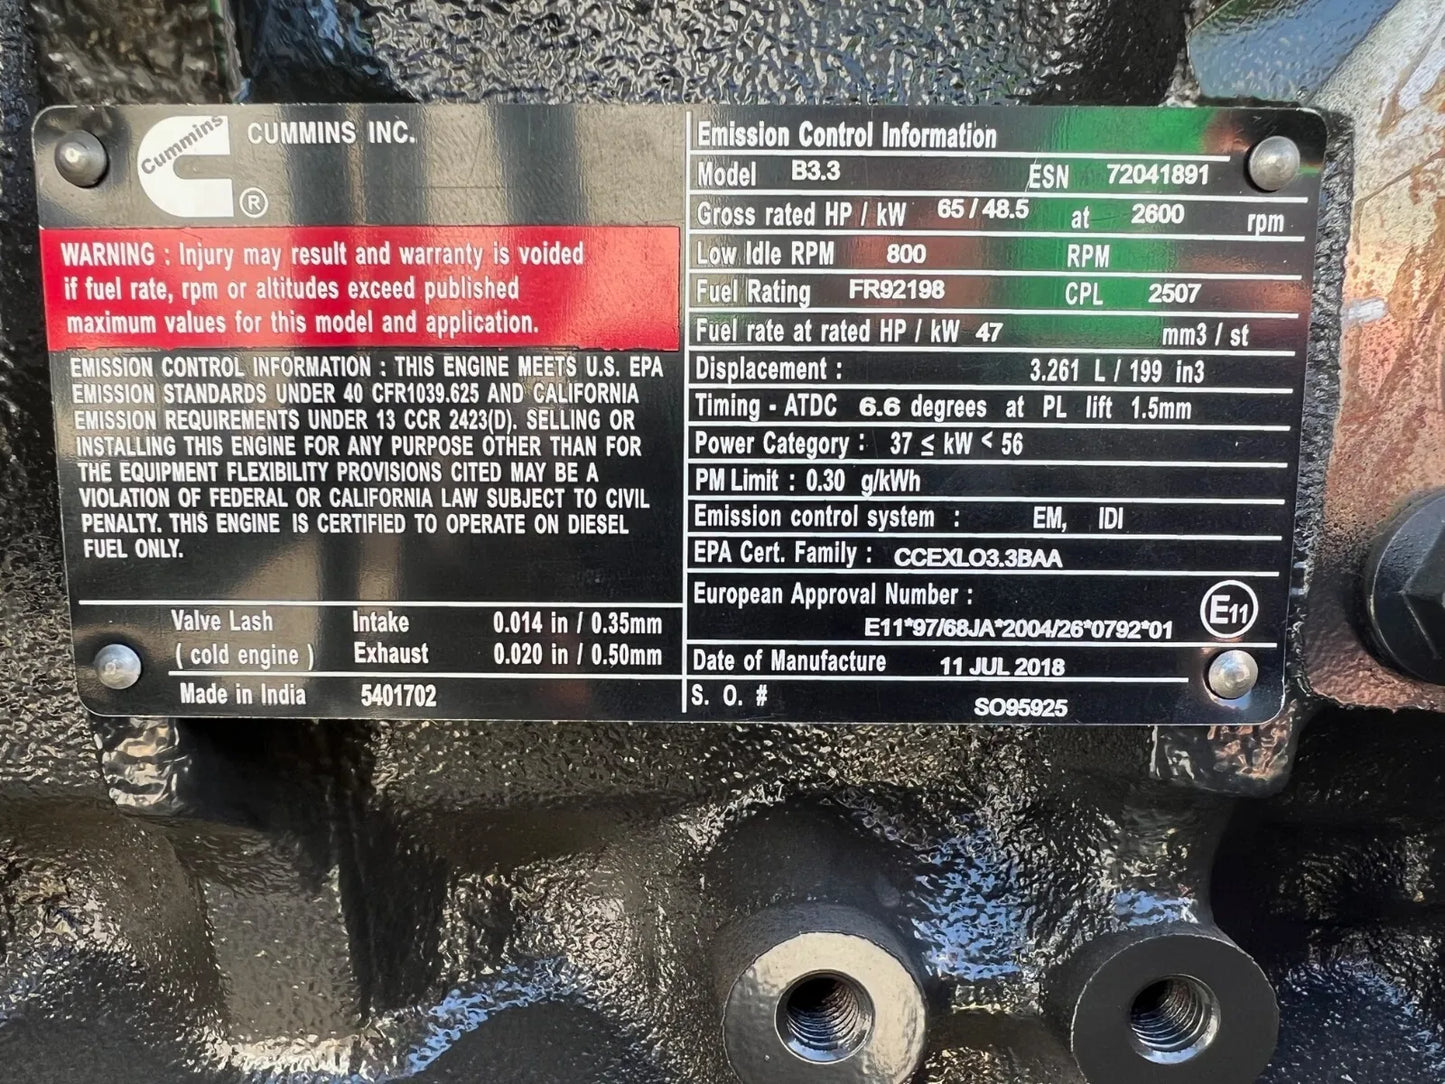 Cummins
®
CUMMINS INC.
WARNING : Injury may result and warranty is voided
if fuel rate, rpm or altitudes exceed published
maximum values for this model and application.
EMISSION CONTROL INFORMATION : THIS ENGINE MEETS U.S. EPA
EMISSION STANDARDS UNDER 40 CFR1039.625 AND CALIFORNIA
EMISSION REQUIREMENTS UNDER 13 CCR 2423(D). SELLING OR
INSTALLING THIS ENGINE FOR ANY PURPOSE OTHER THAN FOR
THE EQUIPMENT FLEXIBILITY PROVISIONS CITED MAY BE A
VIOLATION OF FEDERAL OR CALIFORNIA LAW SUBJECT TO CIVIL
PENALTY. THIS ENGINE IS CERTIFIED TO OPERATE ON DIESEL
FUEL ONLY.
Valve Lash Intake 0.014 in / 0.35mm
( cold engine ) Exhaust 0.020 in / 0.50mm
Made in India 5401702
Emission Control Information
Model B3.3 ESN 72041891
Gross rated HP / kW 65 / 48.5 at 2600 rpm
Low Idle RPM 800 RPM
Fuel Rating FR92198 CPL 2507
Fuel rate at rated HP / kW 47 mm3 / st
Displacement : 3.261 L / 199 in3
Timing - ATDC 6.6 degrees at PL lift 1.5mm
Power Category : 37 ≤ kW < 56
PM Limit : 0.30 g/kWh
Emission control system : EM, IDI
EPA Cert. Family : CCEXLO3.3BAA
European Approval Number :
E11*97/68JA*2004/26*0792*01
E11
Date of Manufacture 11 JUL 2018
S. O. # SO95925